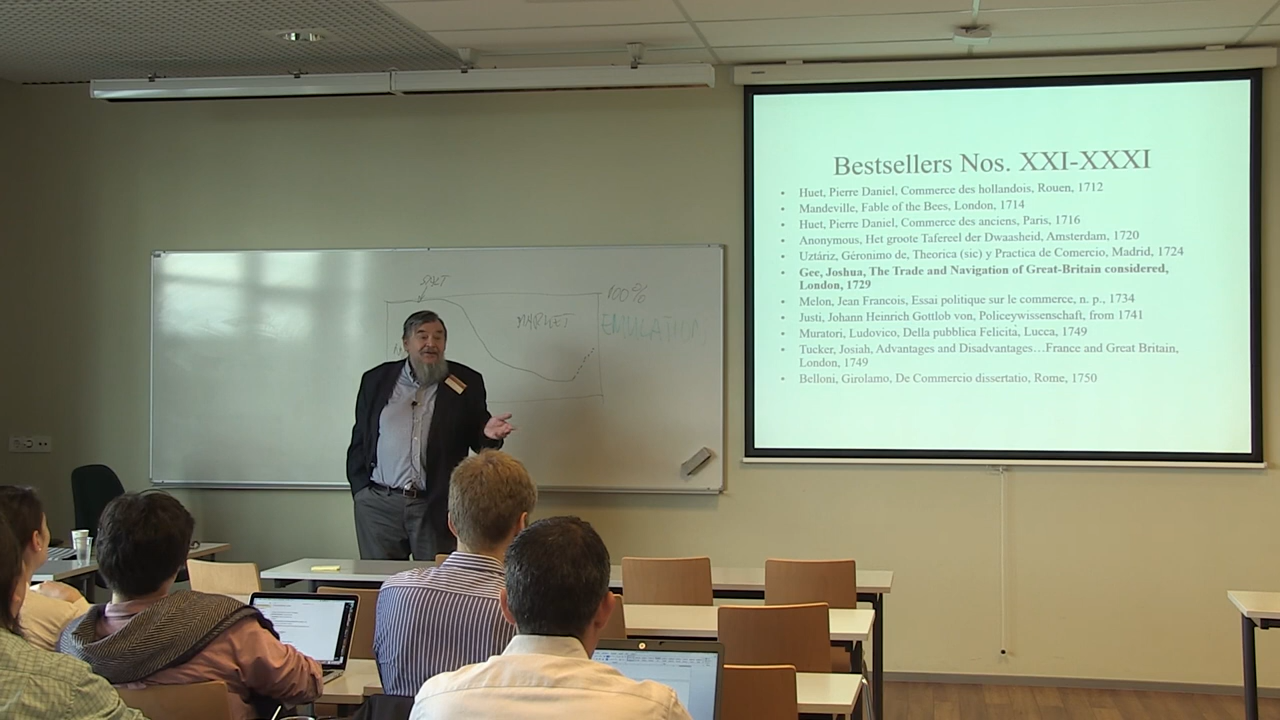 Bestsellers Nos. XXI-XXXI
• Huet, Pierre Daniel, Commerce des hollandois, Rouen, 1712
• Mandeville, Fable of the Bees, London, 1714
• Huet, Pierre Daniel, Commerce des anciens, Paris, 1716
• Anonymous, Het groote Tafereel der Dwaasheid, Amsterdam, 1720
• Uztáriz, Géronimo de, Theorica (sic) y Practica de Comercio, Madrid, 1724
• Gee, Joshua, The Trade and Navigation of Great-Britain considered,
London, 1729
• Melon, Jean Francois, Essai politique sur le commerce, n. p., 1734
• Justi, Johann Heinrich Gottlob von, Policeywissenschaft, from 1741
• Muratori, Ludovico, Della pubblica Felicità, Lucca, 1749
• Tucker, Josiah, Advantages and Disadvantages…France and Great Britain,
London, 1749
• Belloni, Girolamo, De Commercio dissertatio, Rome, 1750
100%
MARKET
EMULATION